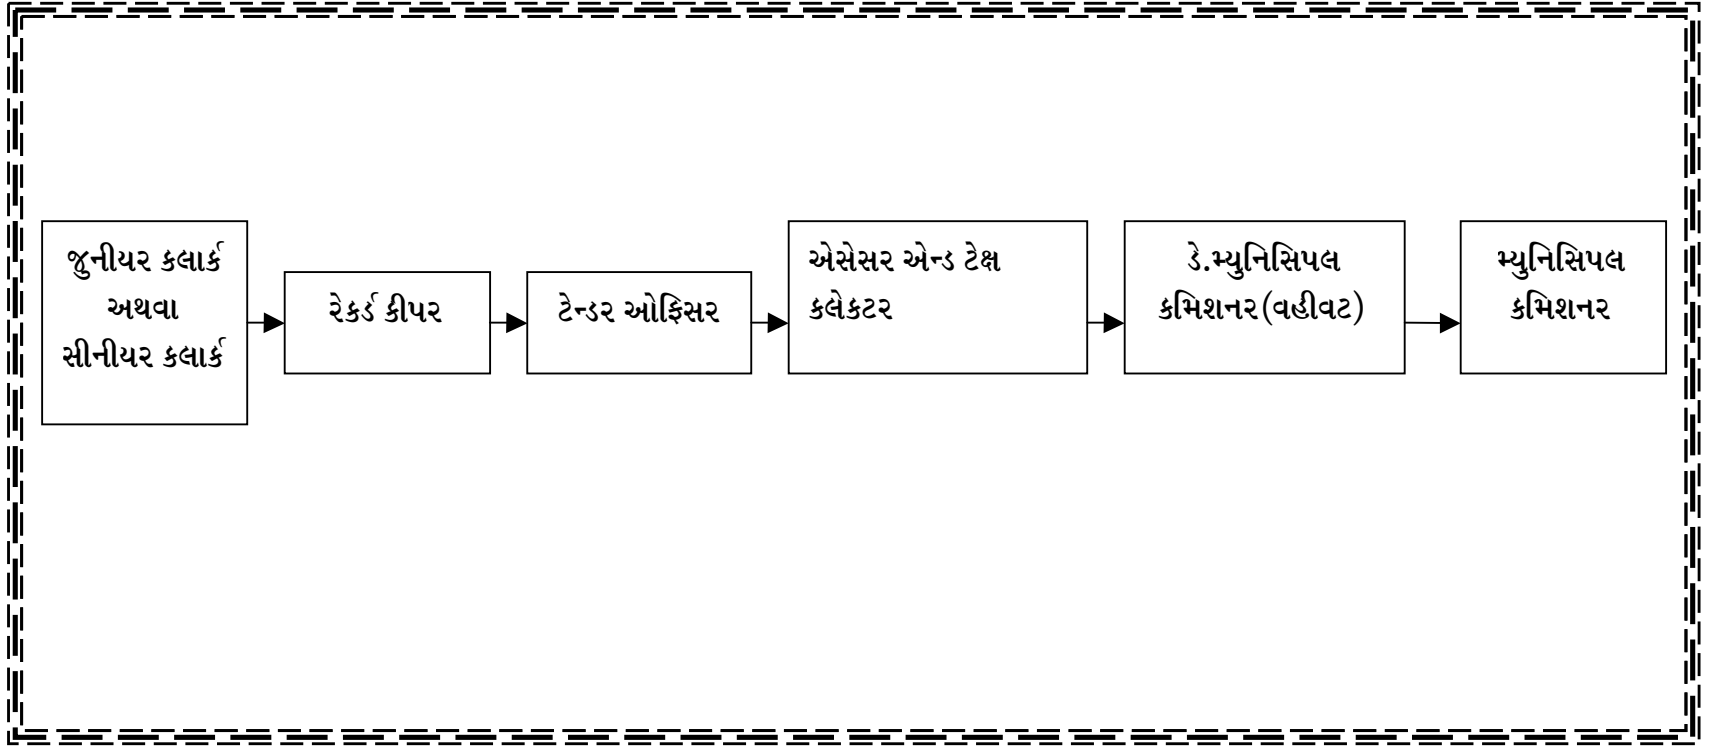 જુનીયર કલાર્ક
અથવા
સીનીયર કલાર્ક
રેકર્ડ કીપર
ટેન્ડર ઓફિસર
એસેસર એન્ડ ટેક્ષ
કલેકટર
ડે.મ્યુનિસિપલ
કમિશનર(વહીવટ)
મ્યુનિસિપલ
કમિશનર